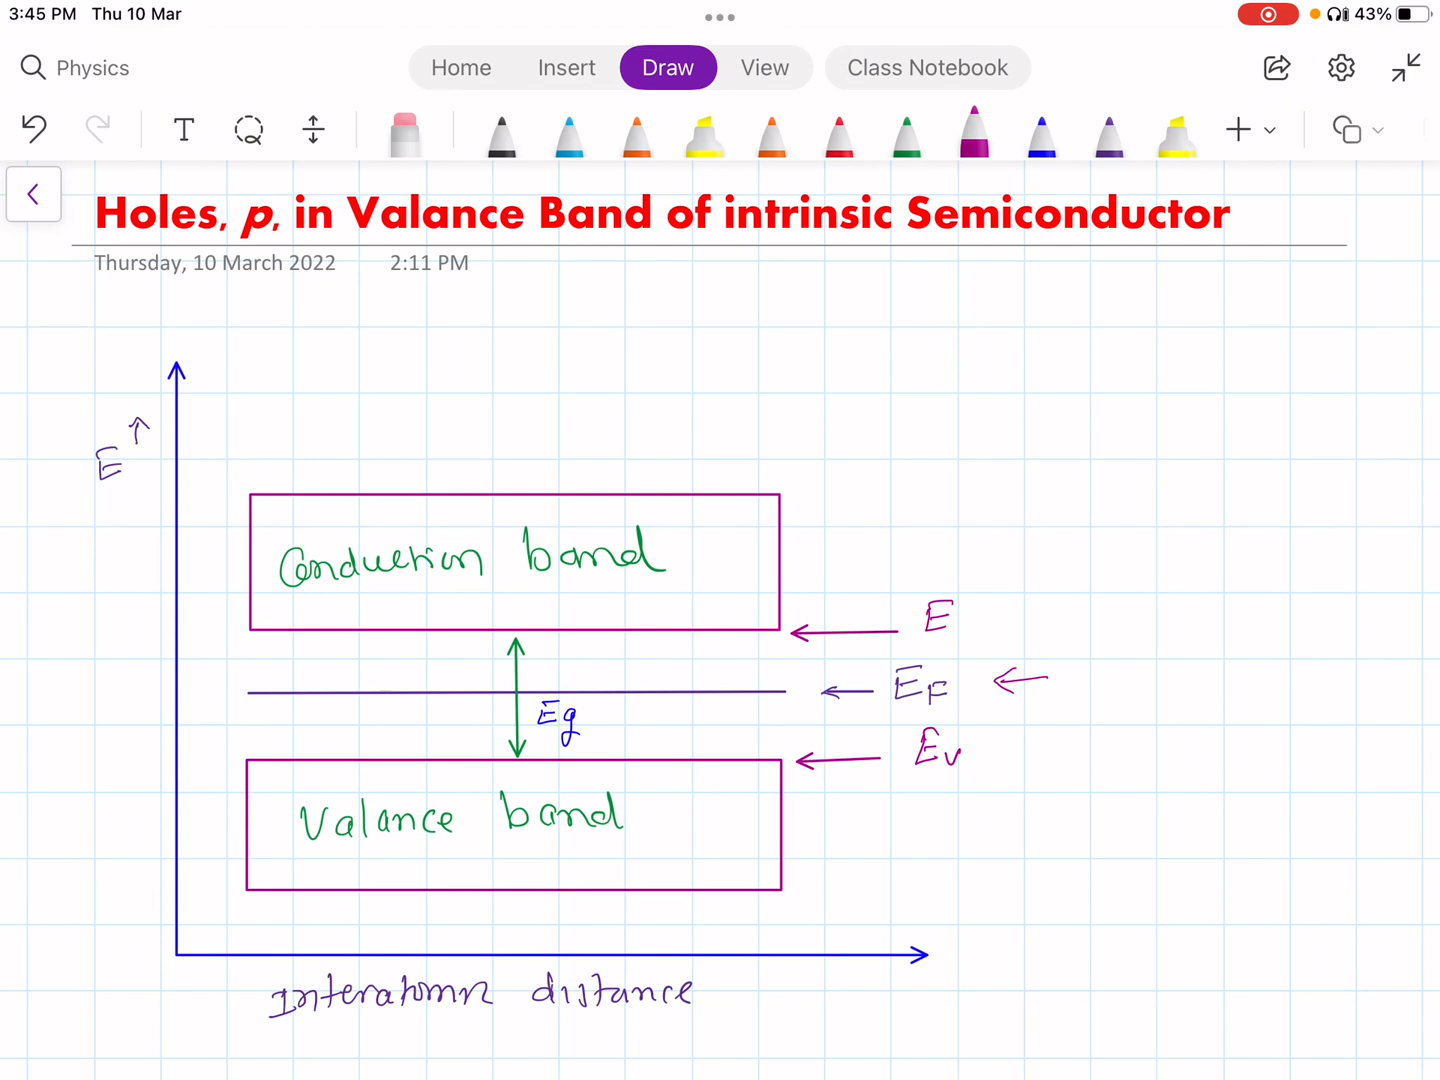 3:45 PM Thu 10 Mar
43%
Physics
Home Insert Draw View Class Notebook
T
Holes, p, in Valance Band of intrinsic Semiconductor
Thursday, 10 March 2022 2:11 PM
E
Conduction band
E
EF
Eg
Ev
Valance band
distance